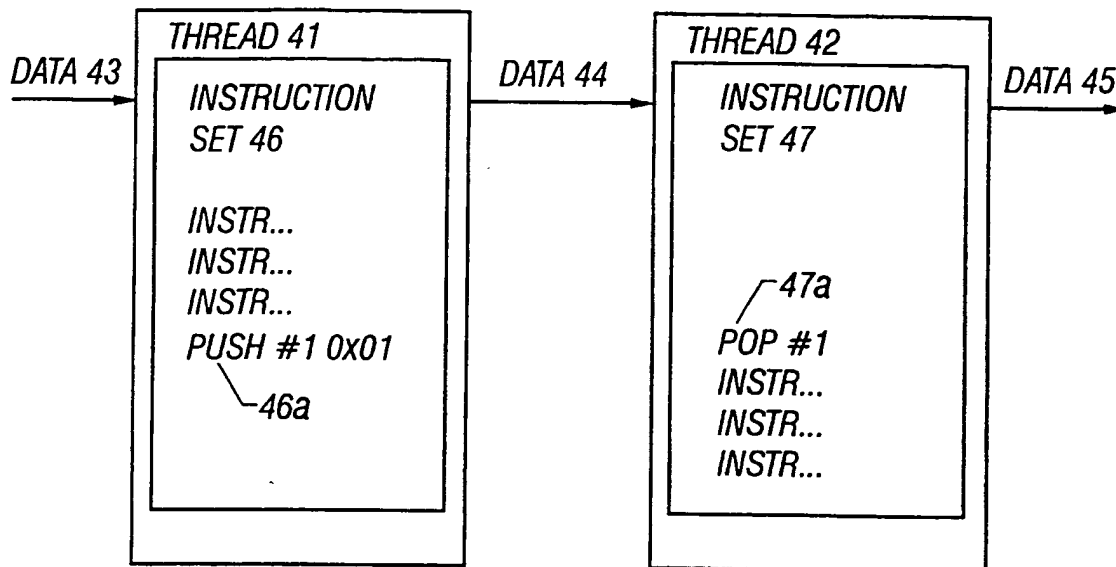 THREAD 41
THREAD 42
DATA 43
DATA 44
DATA 45
INSTRUCTION
SET 46
INSTR...
INSTR...
INSTR...
PUSH #1 0x01
46a
INSTRUCTION
SET 47
47a
POP #1
INSTR...
INSTR...
INSTR...